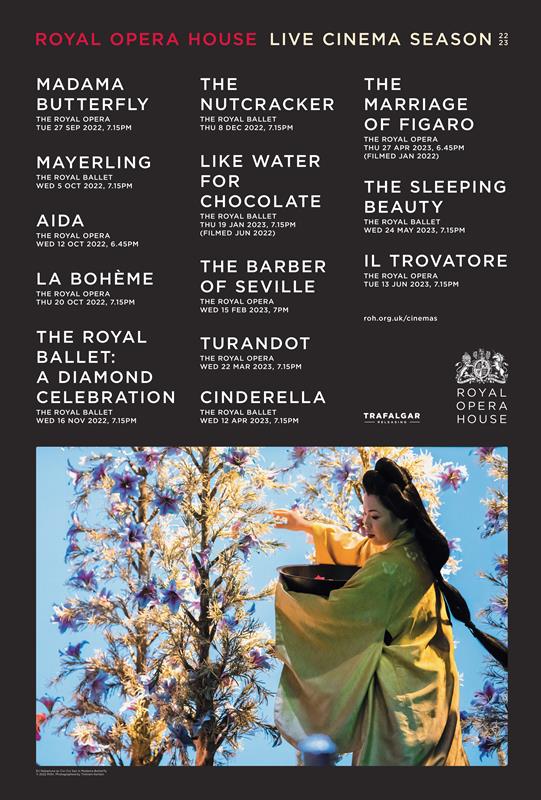 ROYAL OPERA HOUSE LIVE CINEMA SEASON 22 23
MADAMA
BUTTERFLY
THE ROYAL OPERA
TUE 27 SEP 2022, 7.15PM
MAYERLING
THE ROYAL BALLET
WED 5 OCT 2022, 7.15PM
AIDA
THE ROYAL OPERA
WED 12 OCT 2022, 6.45PM
LA BOHÈME
THE ROYAL OPERA
THU 20 OCT 2022, 7.15PM
THE ROYAL
BALLET:
A DIAMOND
CELEBRATION
THE ROYAL BALLET
WED 16 NOV 2022, 7.15PM
THE
NUTCRACKER
THE ROYAL BALLET
THU 8 DEC 2022, 7.15PM
LIKE WATER
FOR
CHOCOLATE
THE ROYAL BALLET
THU 19 JAN 2023, 7.15PM
(FILMED JUN 2022)
THE BARBER
OF SEVILLE
THE ROYAL OPERA
WED 15 FEB 2023, 7PM
TURANDOT
THE ROYAL OPERA
WED 22 MAR 2023, 7.15PM
CINDERELLA
THE ROYAL BALLET
WED 12 APR 2023, 7.15PM
THE
MARRIAGE
OF FIGARO
THE ROYAL OPERA
THU 27 APR 2023, 6.45PM
(FILMED JAN 2022)
THE SLEEPING
BEAUTY
THE ROYAL BALLET
WED 24 MAY 2023, 7.15PM
IL TROVATORE
THE ROYAL OPERA
TUE 13 JUN 2023, 7.15PM
roh.org.uk/cinemas
TRAFALGAR
RELEASING
ROYAL
OPERA
HOUSE